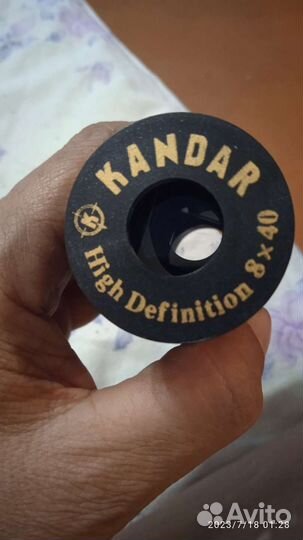 KANDAR
K
High Definition 8×40
Avito
2023/7/18 01:28